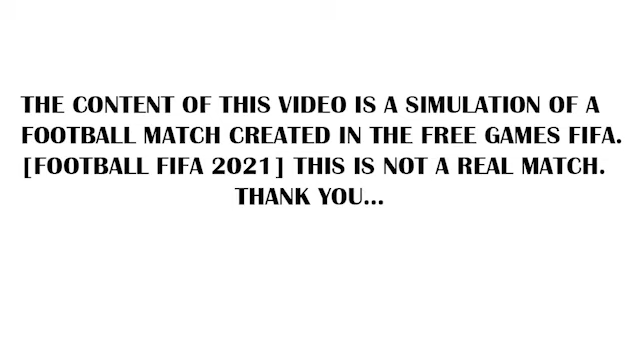 THE CONTENT OF THIS VIDEO IS A SIMULATION OF A
FOOTBALL MATCH CREATED IN THE FREE GAMES FIFA.
[FOOTBALL FIFA 2021] THIS IS NOT A REAL MATCH.
THANK YOU...